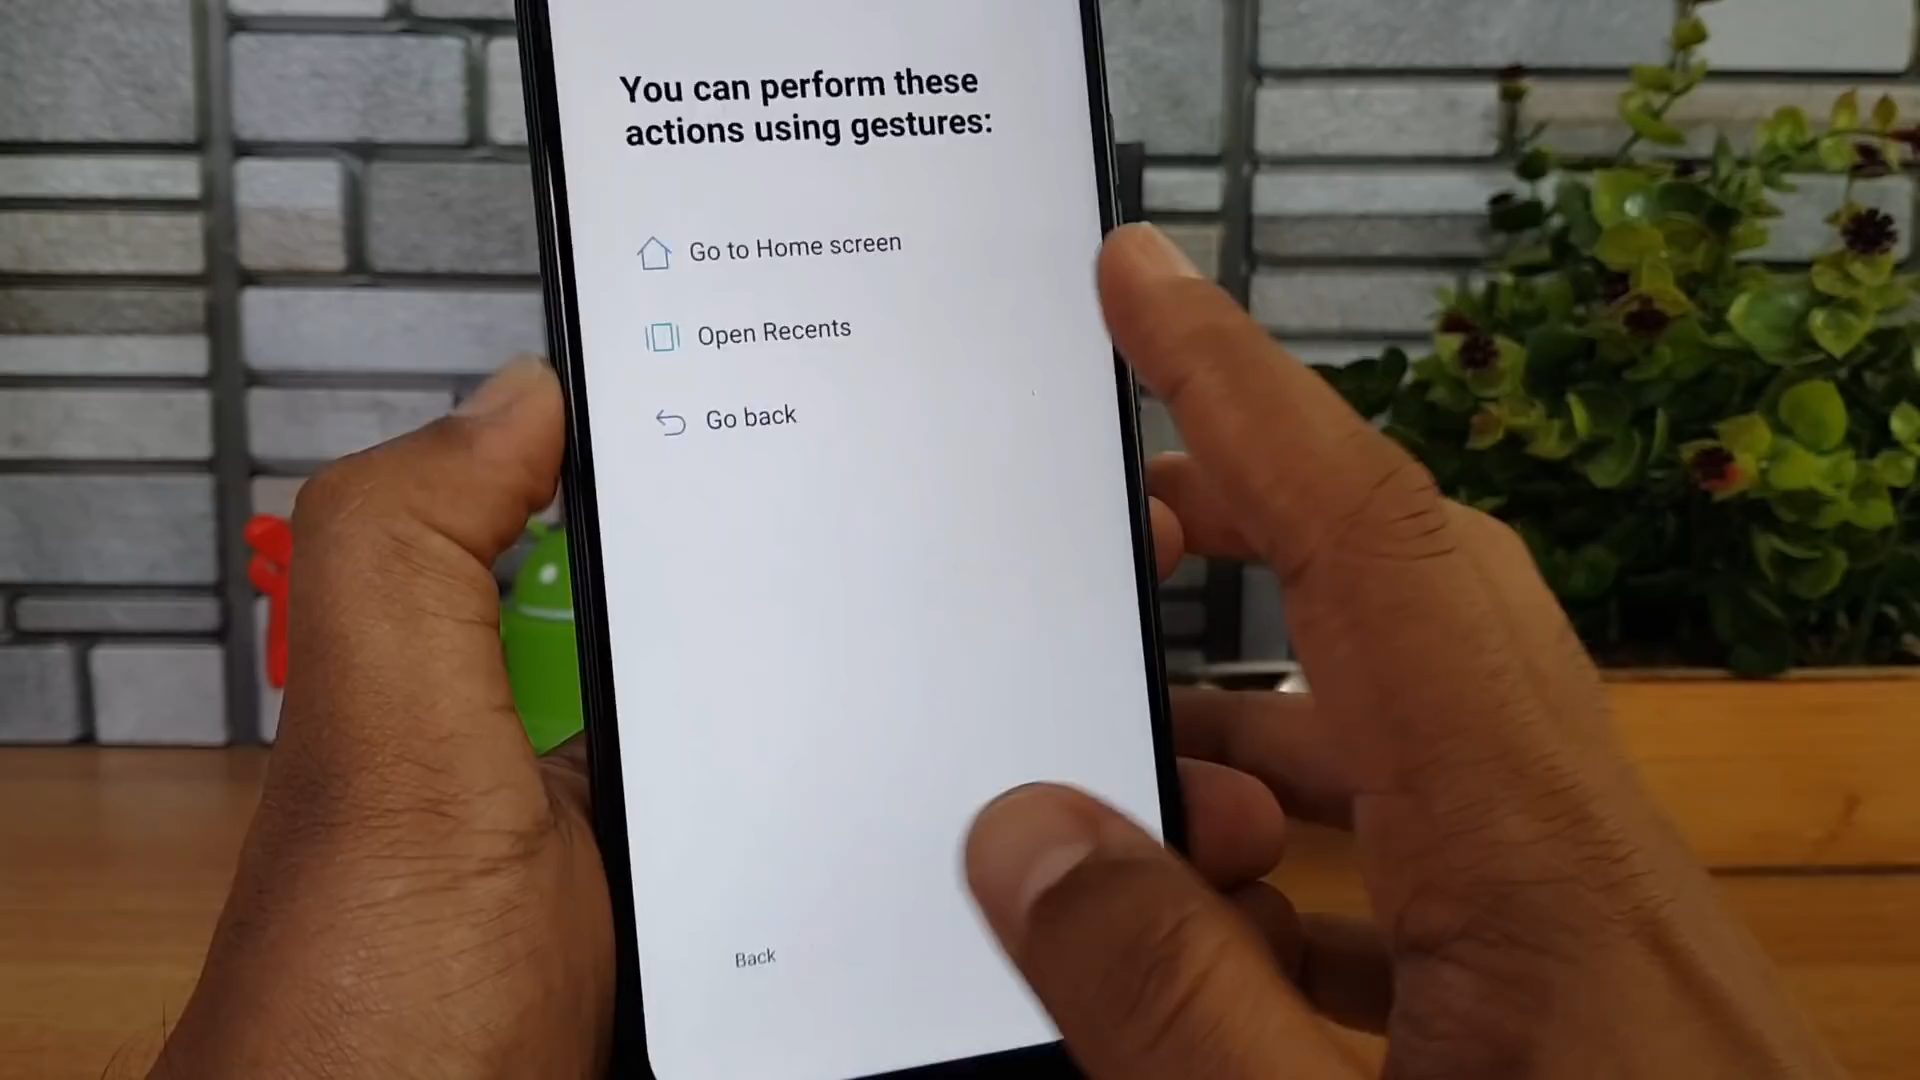 You can perform these
actions using gestures:
Go to Home screen
Open Recents
Go back
Back